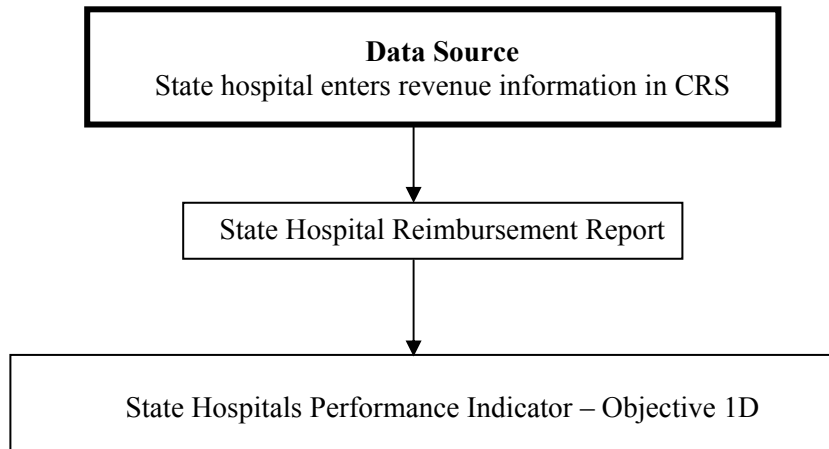 Data Source
State hospital enters revenue information in CRS
State Hospital Reimbursement Report
State Hospitals Performance Indicator – Objective 1D